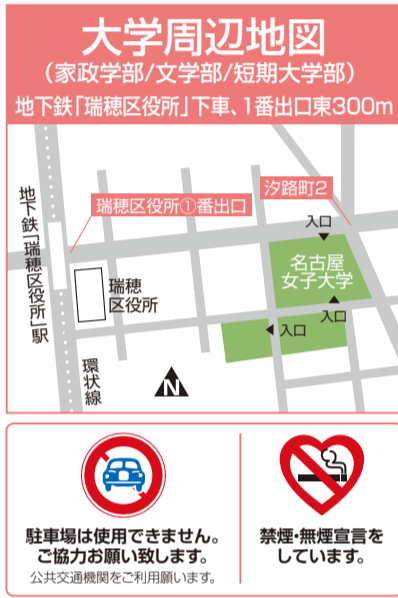 大学周辺地図
(家政学部/文学部/短期大学部)
地下鉄「瑞穂区役所」下車、1番出口東300m
汐路町2
瑞穂区役所①番出口
地下鉄「瑞穂区役所」駅
入口
名古屋
女子大学
瑞穂
区役所
入口
入口
環状線
N
駐車場は使用できません。
ご協力お願い致します。
公共交通機関をご利用願います。
禁煙・無煙宣言を
しています。